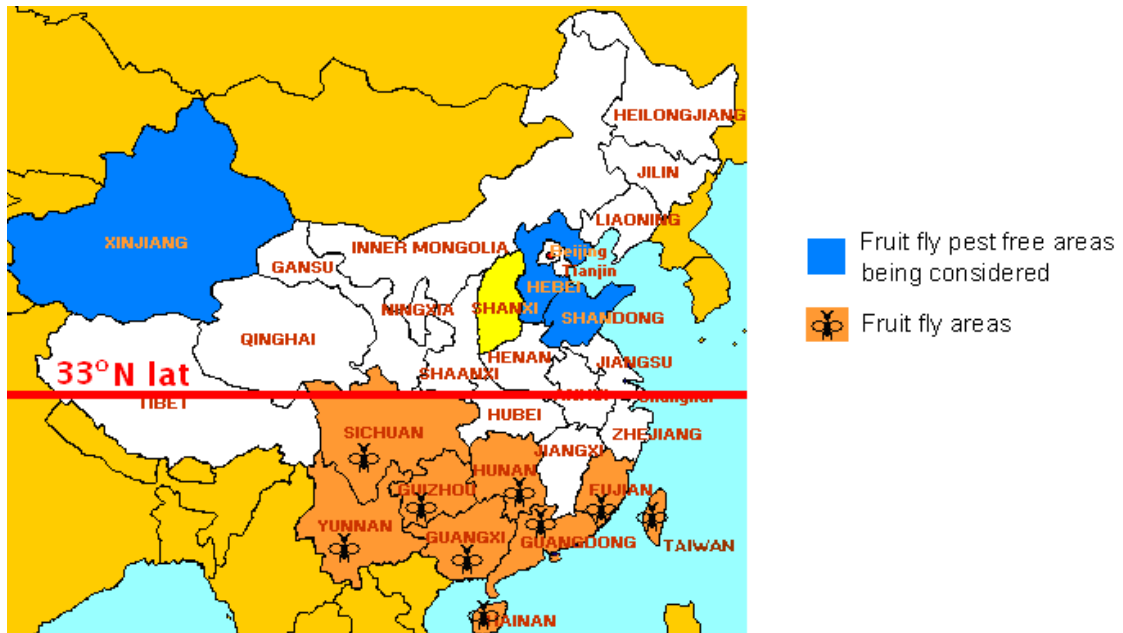 HEILONGJIANG
JILIN
LIAONING
XINJIANG
INNER MONGOLIA
Beijing
GANSU
Tianjin
HEBEI
NINGXIA
SHANXI
SHANDONG
QINGHAI
HENAN
JIANGSU
SHAANXI
33°N lat
TIBET
Shanghai
HUBEI
SICHUAN
ZHEJIANG
JIANGXI
HUNAN
GUIZHOU
FUJIAN
YUNNAN
GUANGXI
GUANGDONG
TAIWAN
HAINAN
Fruit fly pest free areas
being considered
Fruit fly areas